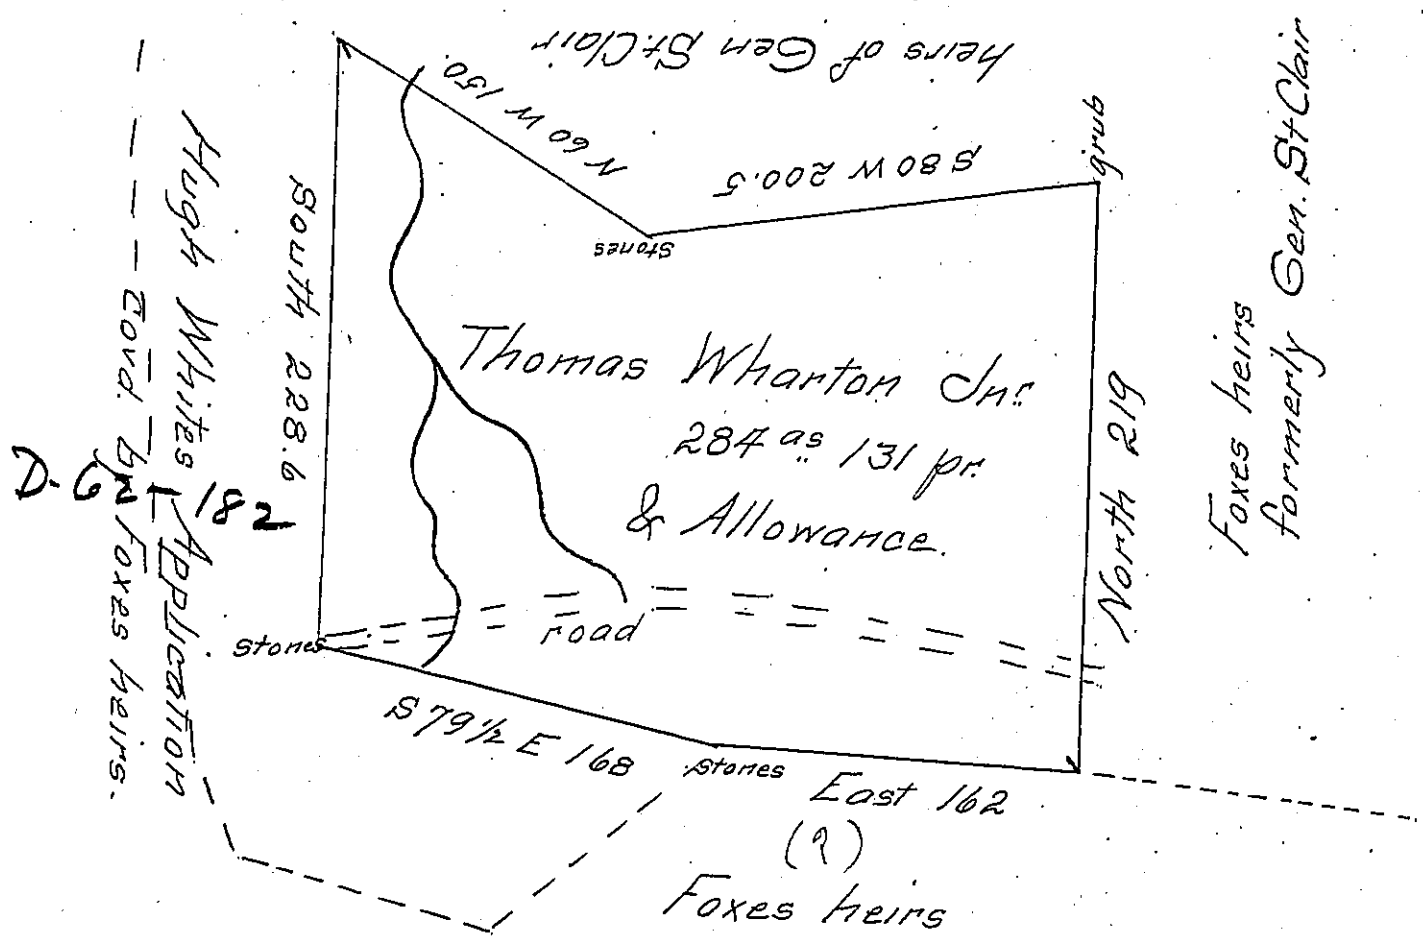 heirs of Gen St.Clair
N 60 W 150.
S 80 W 200.5
grub
stones
Foxes heirs
formerly Gen. St Clair
South 228.6
Hugh Whites Application
D-62-182
Thomas Wharton Jnr.
284 as 131 pr.
& Allowance.
North 219
road
stones
S 79 1/2 E 168
stones
East 162
(?)
Foxes heirs
by Foxes heirs.